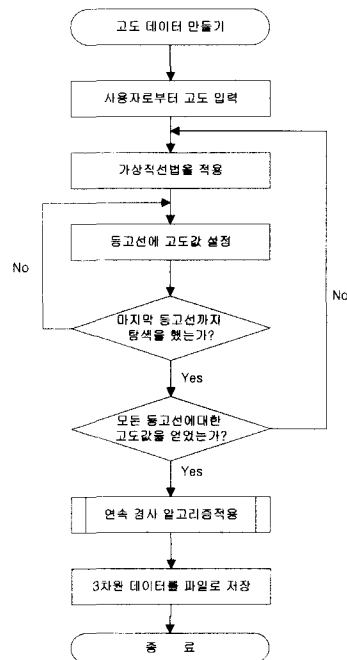 고도 데이터 만들기
사용자로부터 고도 입력
가상직선법을 적용
등고선에 고도값 설정
No
No
마지막 등고선까지
탐색을 했는가?
Yes
모든 등고선에대한
고도값을 얻었는가?
Yes
연속 경사 알고리즘적용
3차원 데이터를 파일로 저장
종 료